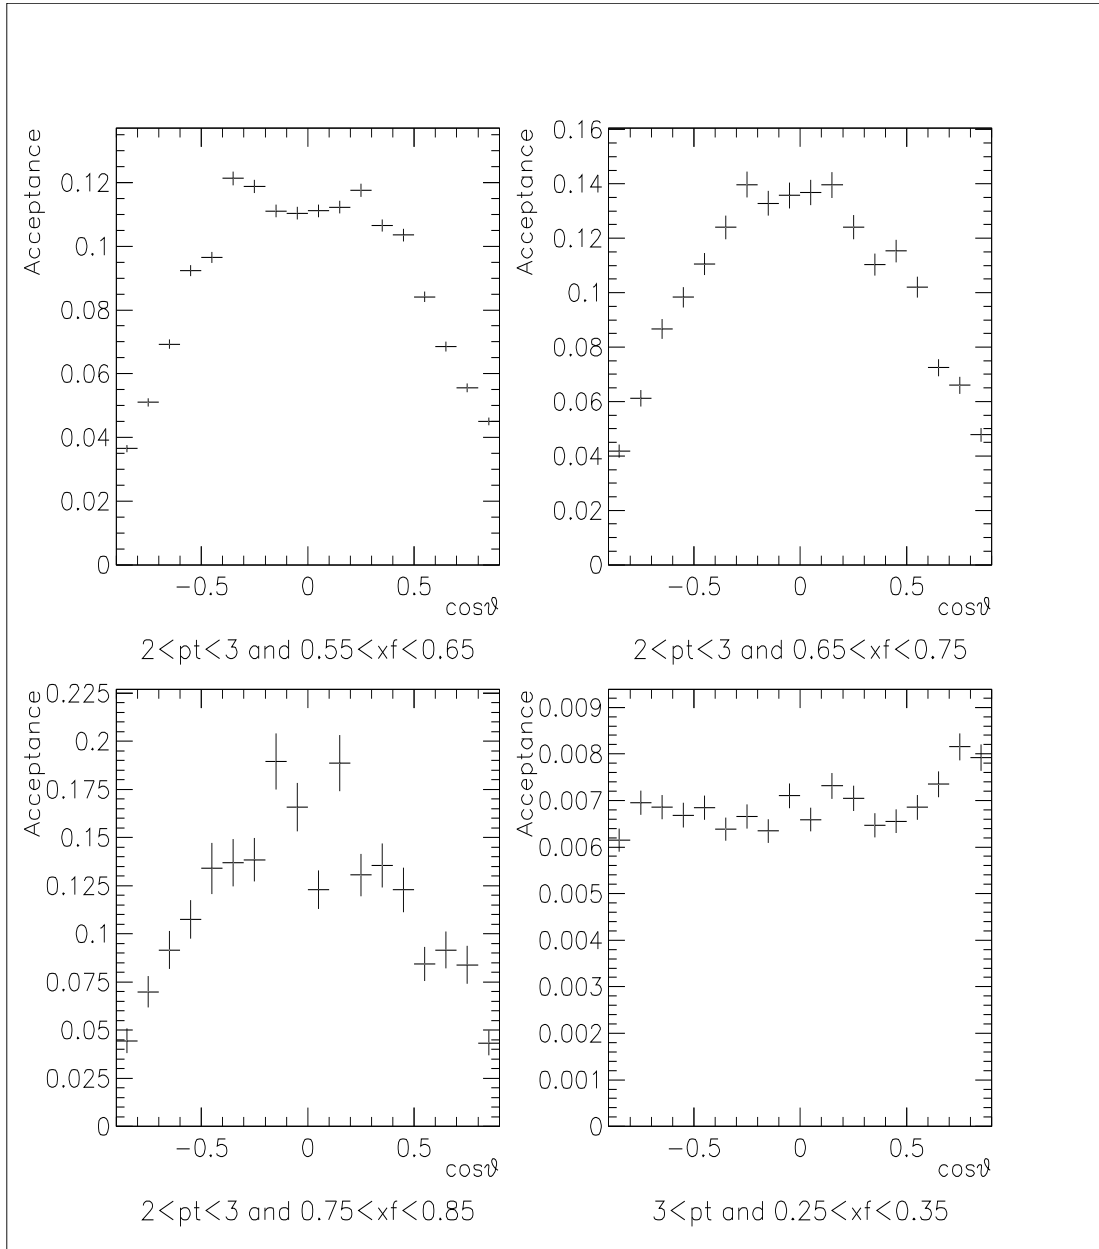 Acceptance
0.12
0.1
0.08
0.06
0.04
0.02
0
−0.5 0 0.5
cosϑ
2<pt<3 and 0.55<xf<0.65
Acceptance
0.16
0.14
0.12
0.1
0.08
0.06
0.04
0.02
0
−0.5 0 0.5
cosϑ
2<pt<3 and 0.65<xf<0.75
Acceptance
0.225
0.2
0.175
0.15
0.125
0.1
0.075
0.05
0.025
0
−0.5 0 0.5
cosϑ
2<pt<3 and 0.75<xf<0.85
Acceptance
0.009
0.008
0.007
0.006
0.005
0.004
0.003
0.002
0.001
0
−0.5 0 0.5
cosϑ
3<pt and 0.25<xf<0.35